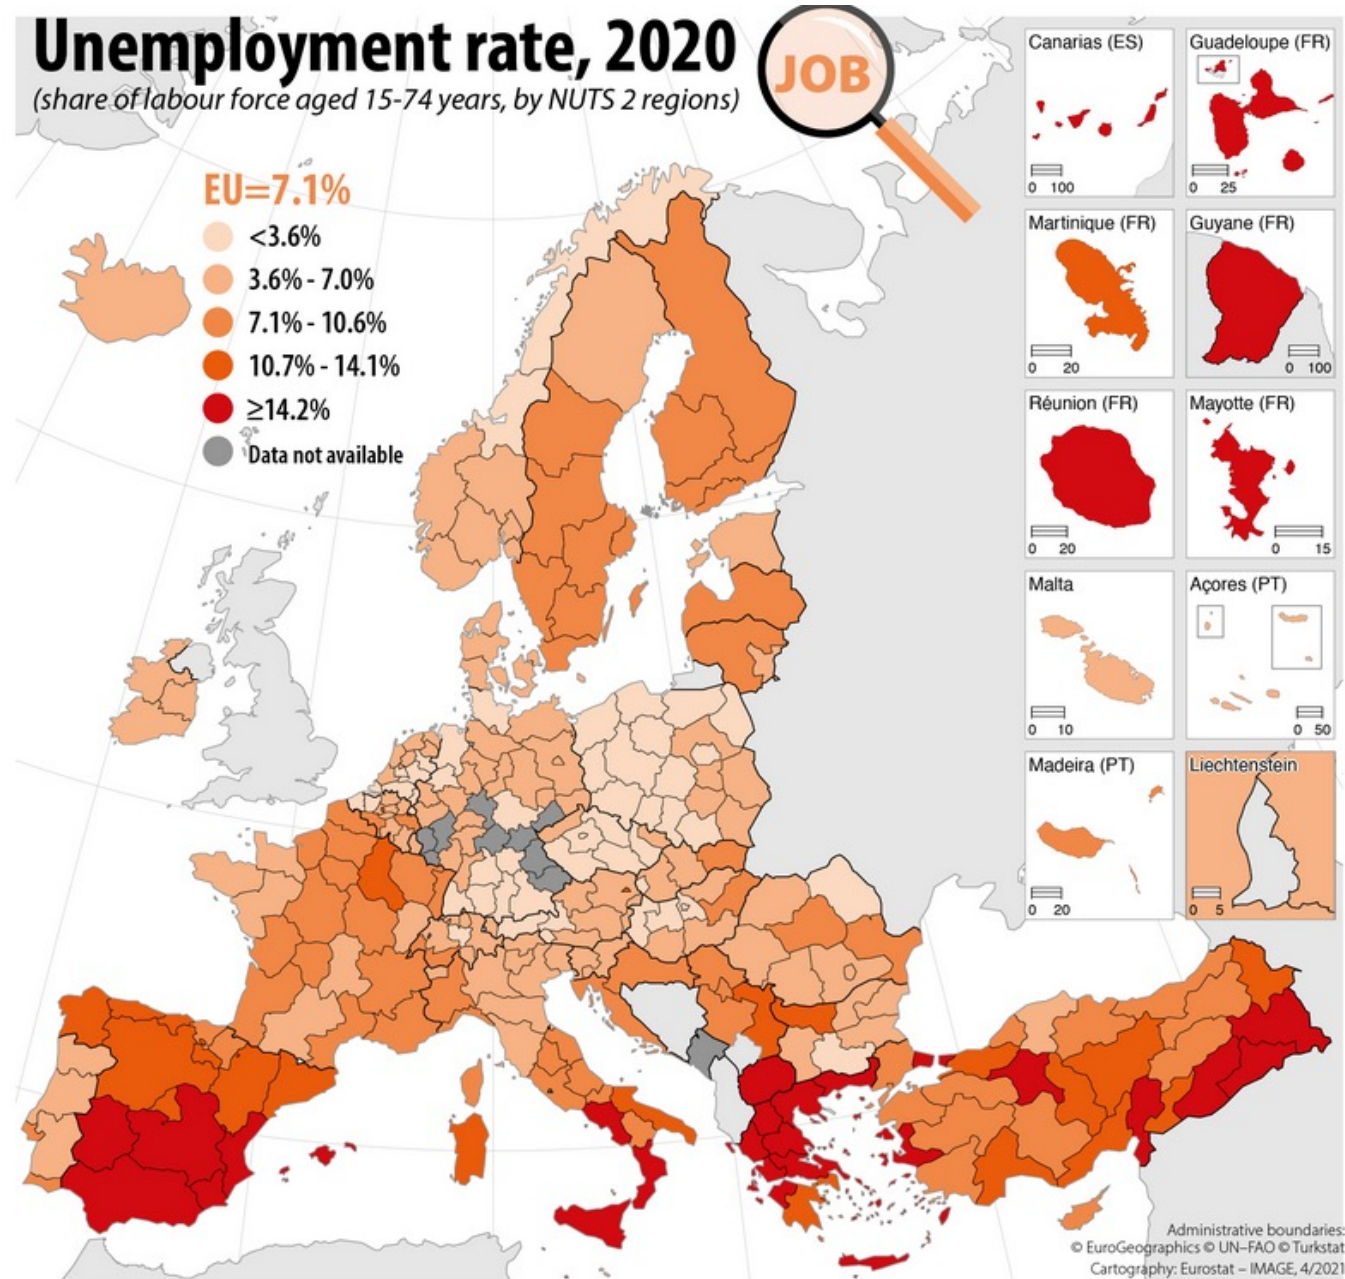 Unemployment rate, 2020
(share of labour force aged 15-74 years, by NUTS 2 regions)
JOB
EU=7.1%
<3.6%
3.6% - 7.0%
7.1% - 10.6%
10.7% - 14.1%
≥14.2%
Data not available
Canarias (ES)
0 100
Guadeloupe (FR)
0 25
Martinique (FR)
0 20
Guyane (FR)
0 100
Réunion (FR)
0 20
Mayotte (FR)
0 15
Malta
0 10
Açores (PT)
0 50
Madeira (PT)
0 20
Liechtenstein
0 5
Administrative boundaries:
© EuroGeographics © UN–FAO © Turkstat
Cartography: Eurostat – IMAGE, 4/2021